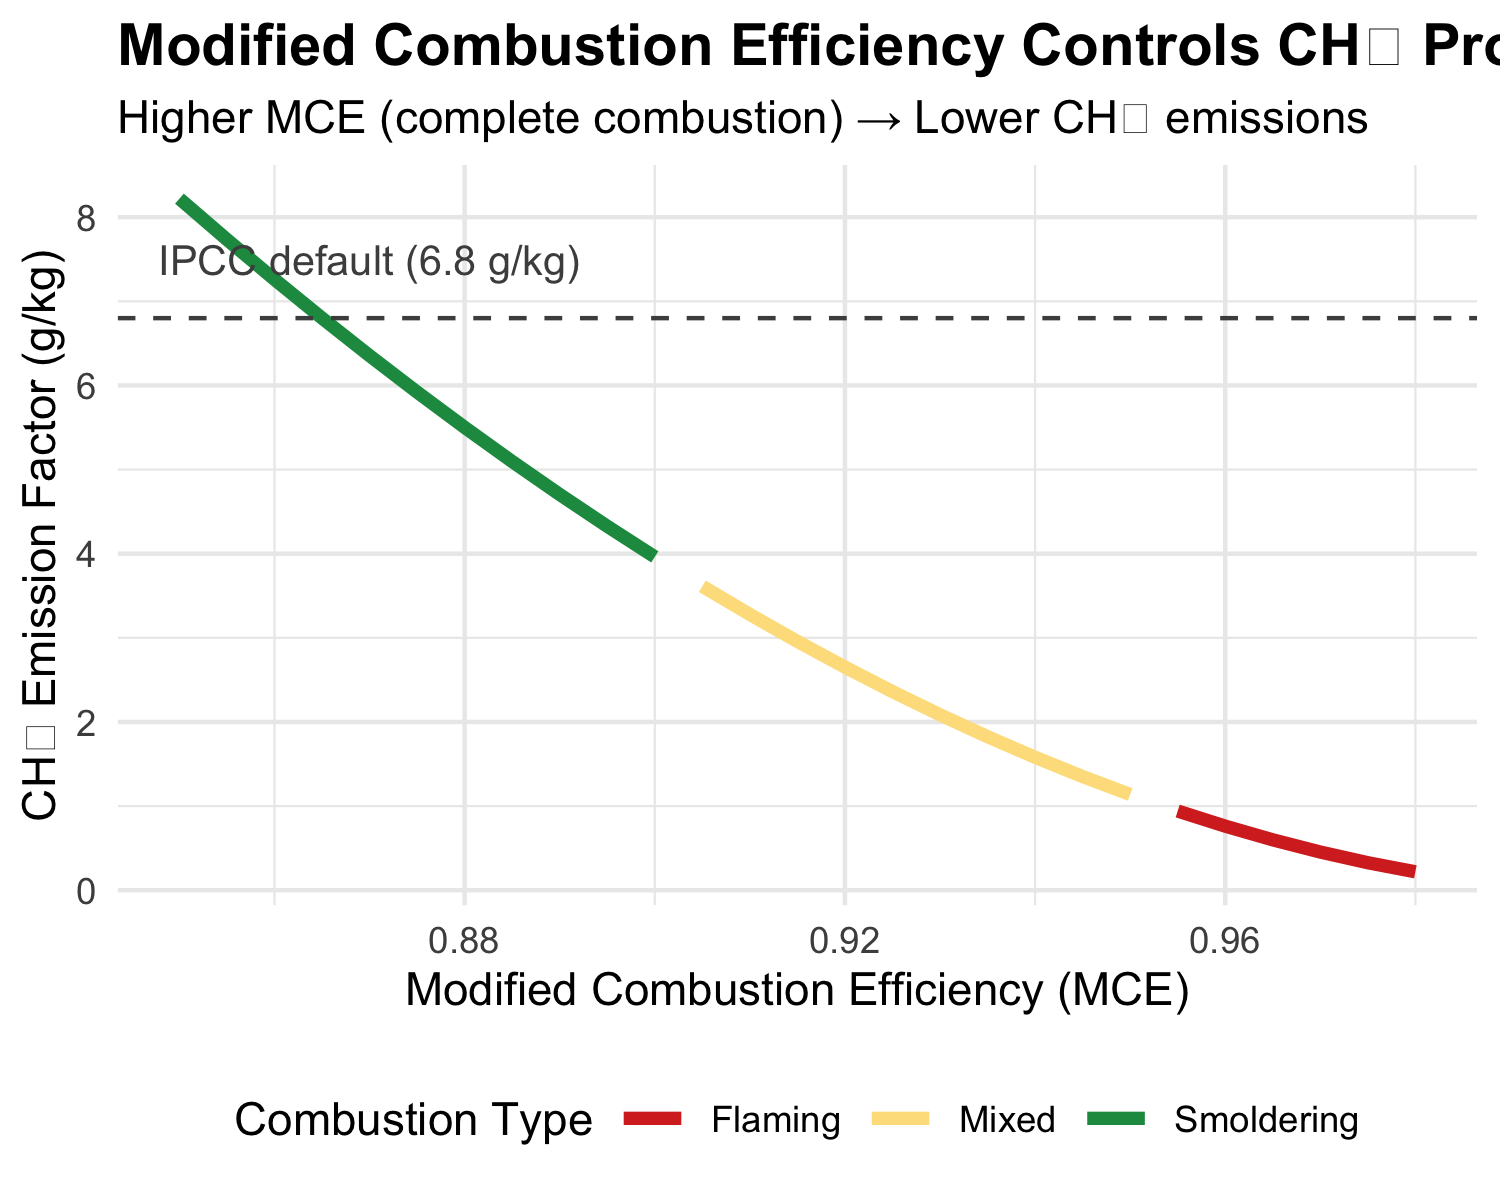 Modified Combustion Efficiency Controls CH□ Pro
Higher MCE (complete combustion) → Lower CH□ emissions
CH□ Emission Factor (g/kg)
8
6
4
2
0
IPCC default (6.8 g/kg)
0.88 0.92 0.96
Modified Combustion Efficiency (MCE)
Combustion Type Flaming Mixed Smoldering